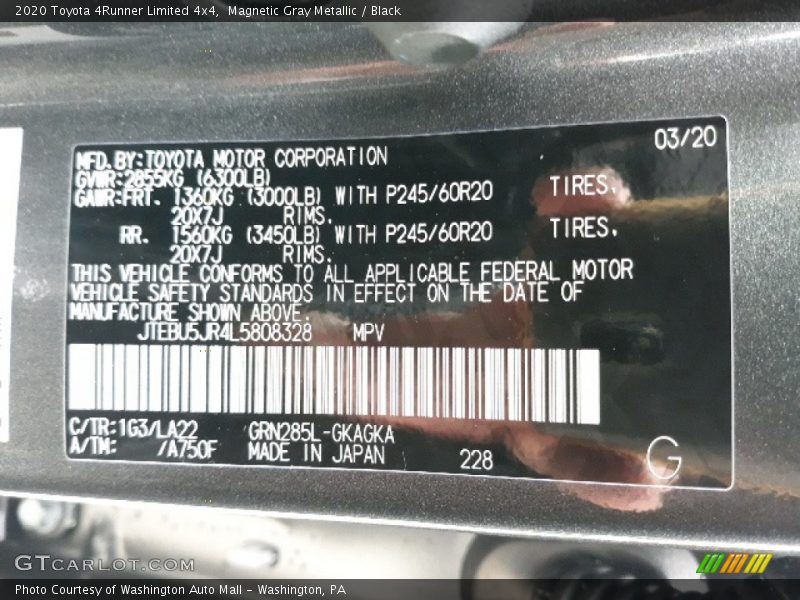 2020 Toyota 4Runner Limited 4x4,  Magnetic Gray Metallic / Black
03/20
MFD. BY: TOYOTA MOTOR CORPORATION
GVWR: 2855KG (6300LB)
GAWR: FRT. 1360KG (3000LB) WITH P245/60R20 TIRES.
20X7J RIMS.
RR. 1560KG (3450LB) WITH P245/60R20 TIRES.
20X7J RIMS.
THIS VEHICLE CONFORMS TO ALL APPLICABLE FEDERAL MOTOR
VEHICLE SAFETY STANDARDS IN EFFECT ON THE DATE OF
MANUFACTURE SHOWN ABOVE.
JTEBU5JR4L5808328 MPV
C/TR: 1G3/LA22 GRN285L-GKAGKA
A/TM: /A750F MADE IN JAPAN
228
G
GTCARLOT.COM
Photo Courtesy of Washington Auto Mall - Washington, PA